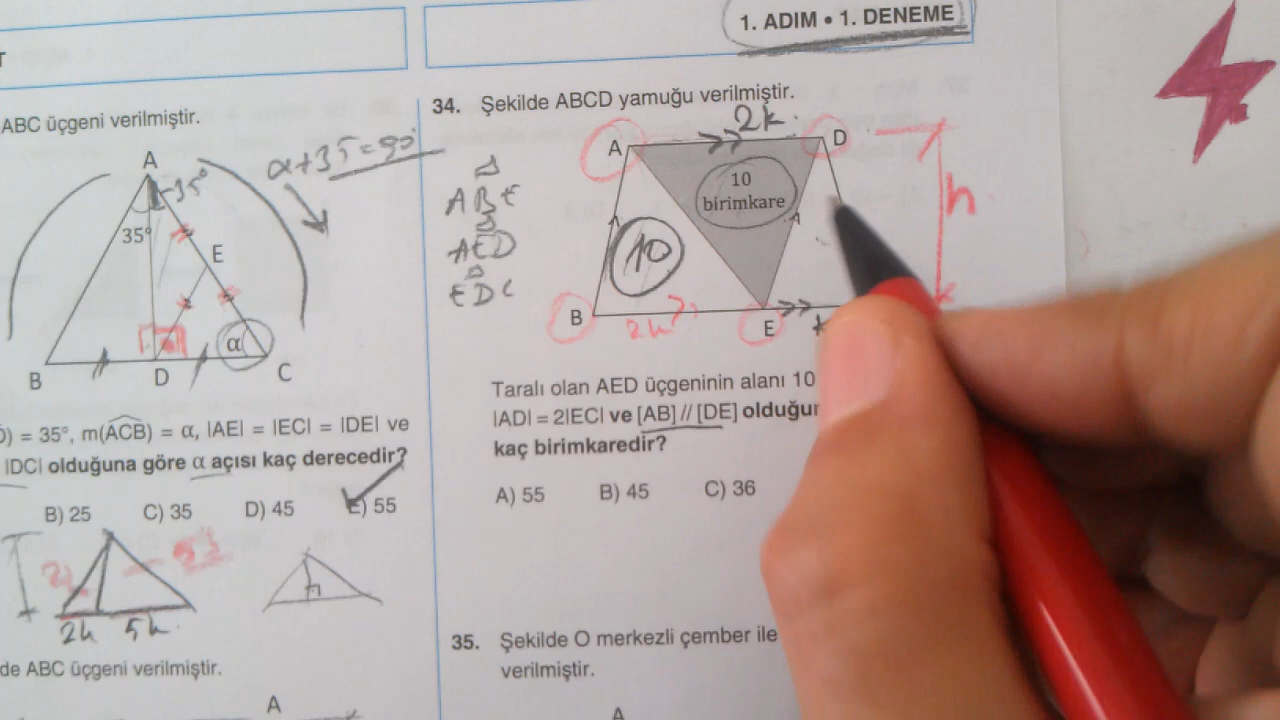 T
1. ADIM • 1. DENEME
ABC üçgeni verilmiştir.
α+35=90°
A
35°
35°
E
α
B
D
C
D) = 35°, m(ACB) = α, |AE| = |EC| = |DE| ve
|DC| olduğuna göre α açısı kaç derecedir?
B) 25 C) 35 D) 45 E) 55
2k 5k
de ABC üçgeni verilmiştir.
A
34. Şekilde ABCD yamuğu verilmiştir.
2k
A
D
ABE
AED
EDC
10
birimkare
10
h
B
2k
E
k
Taralı olan AED üçgeninin alanı 10
|AD| = 2|EC| ve [AB] // [DE] olduğun
kaç birimkaredir?
A) 55 B) 45 C) 36
35. Şekilde O merkezli çember ile
verilmiştir.
A